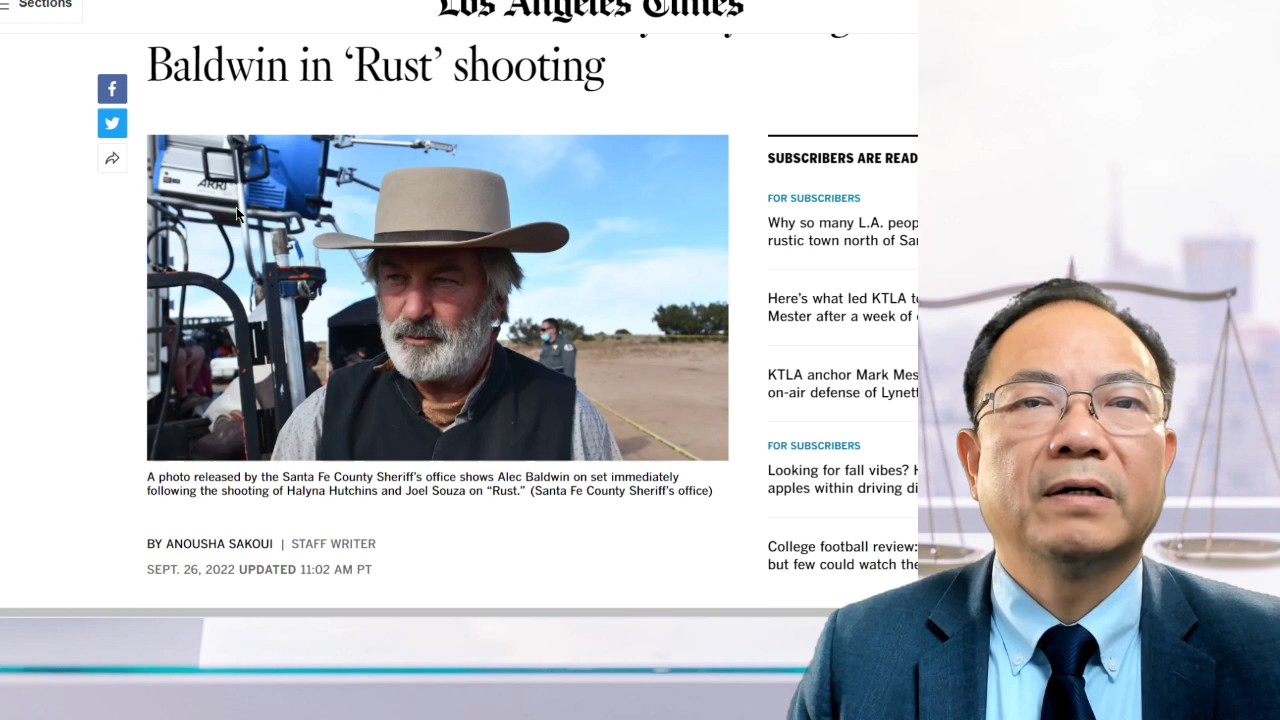 Sections
Los Angeles Times
Baldwin in ‘Rust’ shooting
ARRI
A photo released by the Santa Fe County Sheriff’s office shows Alec Baldwin on set immediately
following the shooting of Halyna Hutchins and Joel Souza on “Rust.” (Santa Fe County Sheriff’s office)
BY ANOUSHA SAKOUI | STAFF WRITER
SEPT. 26, 2022 UPDATED 11:02 AM PT
SUBSCRIBERS ARE READ
FOR SUBSCRIBERS
Why so many L.A. peop
rustic town north of Sa
Here’s what led KTLA t
Mester after a week of
KTLA anchor Mark Mes
on-air defense of Lynet
FOR SUBSCRIBERS
Looking for fall vibes?
apples within driving di
College football review:
but few could watch the